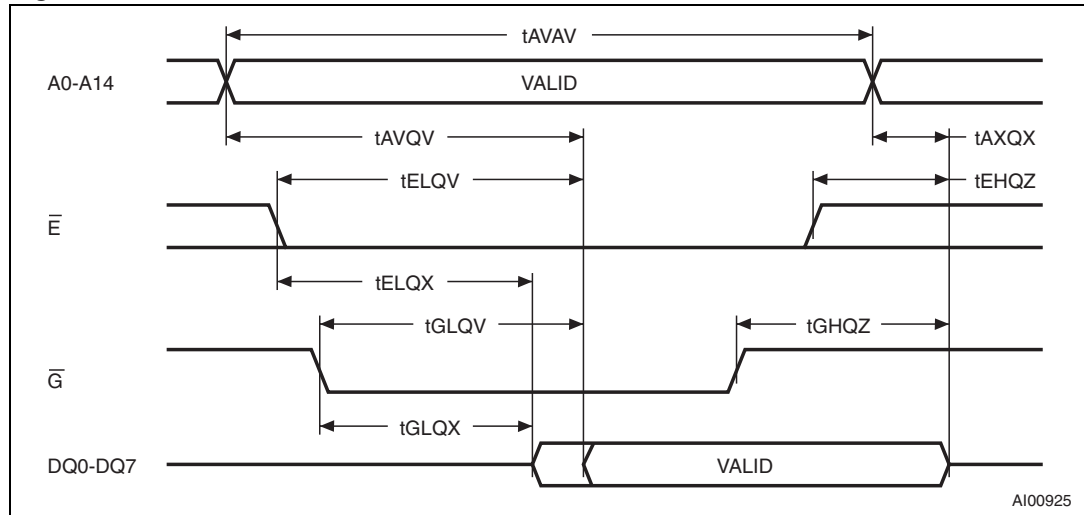 tAVAV
A0-A14
VALID
tAVQV
tAXQX
tELQV
tEHQZ
E̅
tELQX
tGLQV
tGHQZ
G̅
tGLQX
DQ0-DQ7
VALID
AI00925